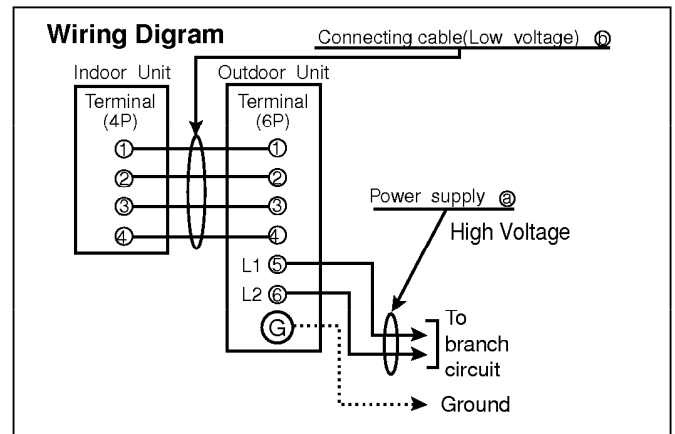 Wiring Digram
Connecting cable(Low voltage) ⓑ
Indoor Unit
Outdoor Unit
Terminal
(4P)
Terminal
(6P)
① ①
② ②
③ ③
④ ④
L1 ⑤
L2 ⑥
Ⓖ
Power supply ⓐ
High Voltage
To
branch
circuit
Ground